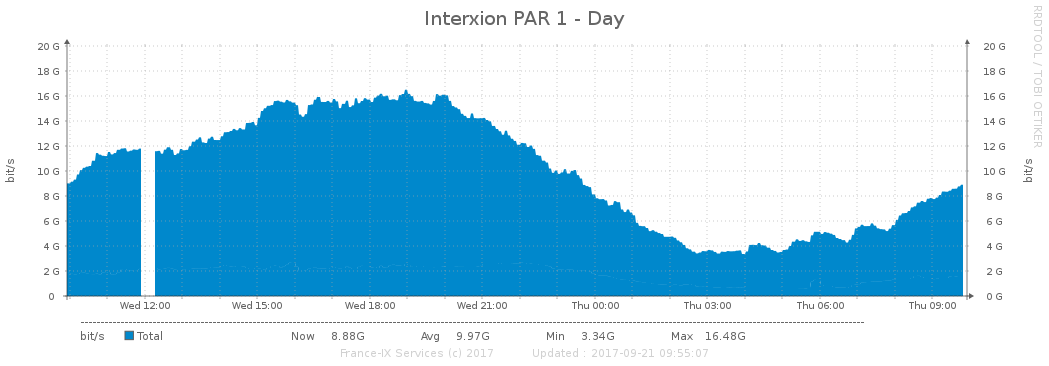 Interxion PAR 1 - Day
RRDTOOL / TOBI OETIKER
20 G 20 G
18 G 18 G
16 G 16 G
14 G 14 G
12 G 12 G
10 G 10 G
8 G 8 G
6 G 6 G
4 G 4 G
2 G 2 G
0 0 G
bit/s
bit/s
Wed 12:00 Wed 15:00 Wed 18:00 Wed 21:00 Thu 00:00 Thu 03:00 Thu 06:00 Thu 09:00
bit/s Total Now 8.88G Avg 9.97G Min 3.34G Max 16.48G
France-IX Services (c) 2017 Updated : 2017-09-21 09:55:07